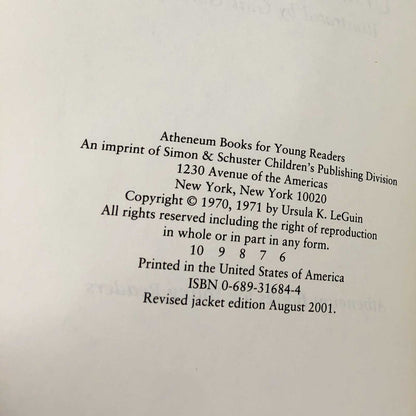 Atheneum Books for Young Readers
An imprint of Simon & Schuster Children's Publishing Division
1230 Avenue of the Americas
New York, New York 10020
Copyright © 1970, 1971 by Ursula K. LeGuin
All rights reserved including the right of reproduction
in whole or in part in any form.
10 9 8 7 6
Printed in the United States of America
ISBN 0-689-31684-4
Revised jacket edition August 2001.